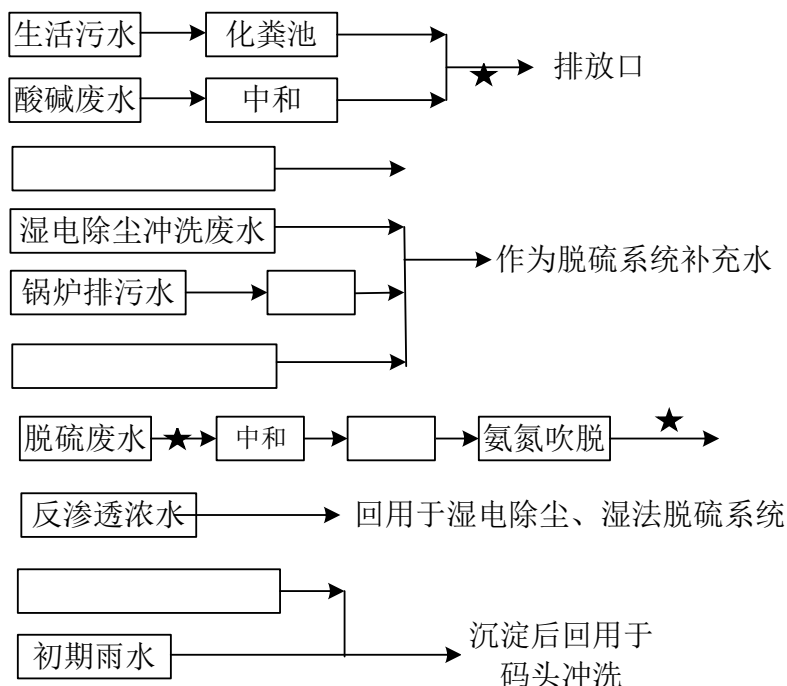 生活污水
化粪池
排放口
酸碱废水
中和
湿电除尘冲洗废水
作为脱硫系统补充水
锅炉排污水
脱硫废水
中和
氨氮吹脱
反渗透浓水
回用于湿电除尘、湿法脱硫系统
初期雨水
沉淀后回用于
码头冲洗